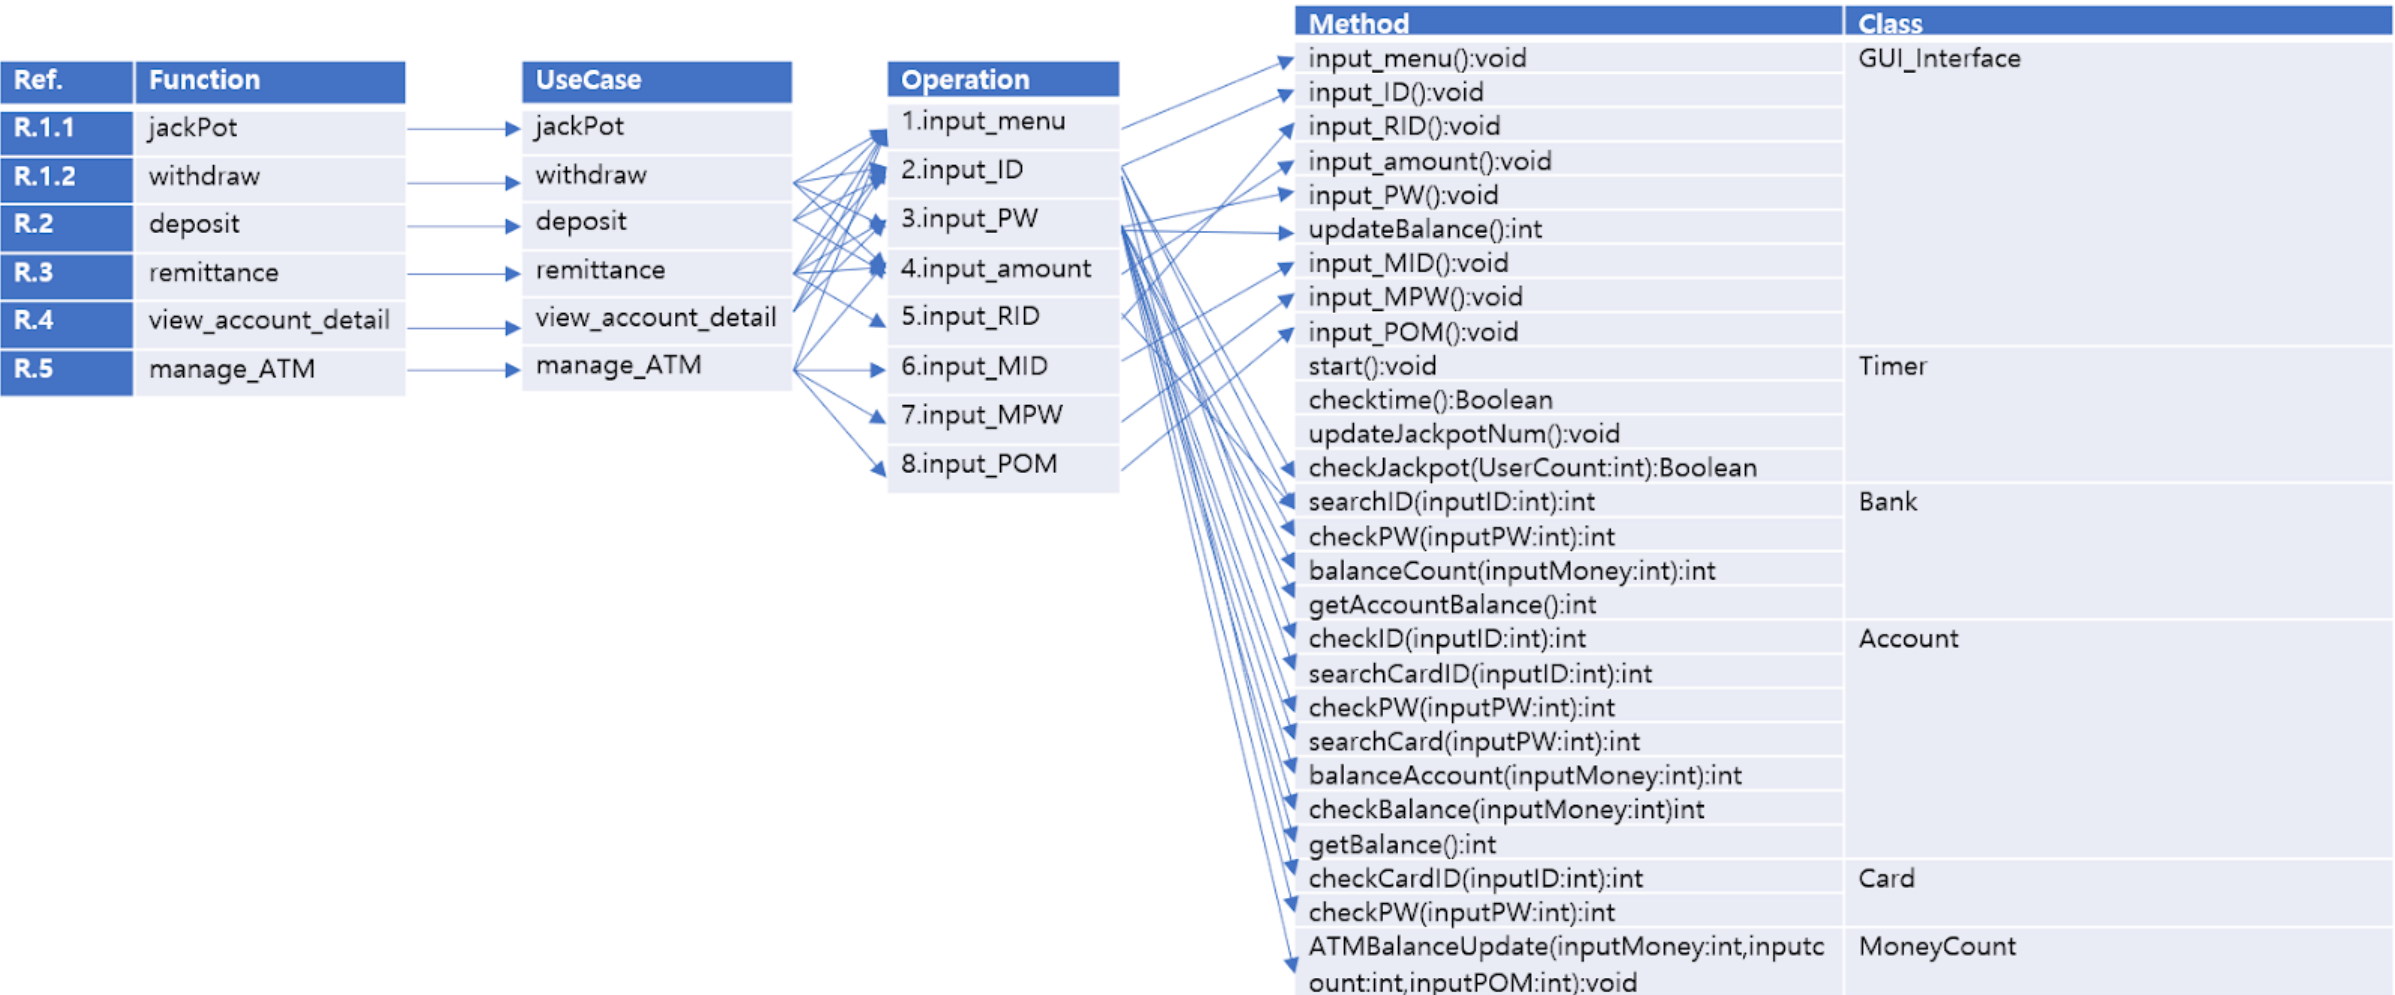 Ref. Function
R.1.1 jackPot
R.1.2 withdraw
R.2 deposit
R.3 remittance
R.4 view_account_detail
R.5 manage_ATM
UseCase
jackPot
withdraw
deposit
remittance
view_account_detail
manage_ATM
Operation
1.input_menu
2.input_ID
3.input_PW
4.input_amount
5.input_RID
6.input_MID
7.input_MPW
8.input_POM
Method Class
input_menu():void GUI_Interface
input_ID():void
input_RID():void
input_amount():void
input_PW():void
updateBalance():int
input_MID():void
input_MPW():void
input_POM():void
start():void Timer
checktime():Boolean
updateJackpotNum():void
checkJackpot(UserCount:int):Boolean
searchID(inputID:int):int Bank
checkPW(inputPW:int):int
balanceCount(inputMoney:int):int
getAccountBalance():int
checkID(inputID:int):int Account
searchCardID(inputID:int):int
checkPW(inputPW:int):int
searchCard(inputPW:int):int
balanceAccount(inputMoney:int):int
checkBalance(inputMoney:int)int
getBalance():int
checkCardID(inputID:int):int Card
checkPW(inputPW:int):int
ATMBalanceUpdate(inputMoney:int,inputc MoneyCount
ount:int,inputPOM:int):void